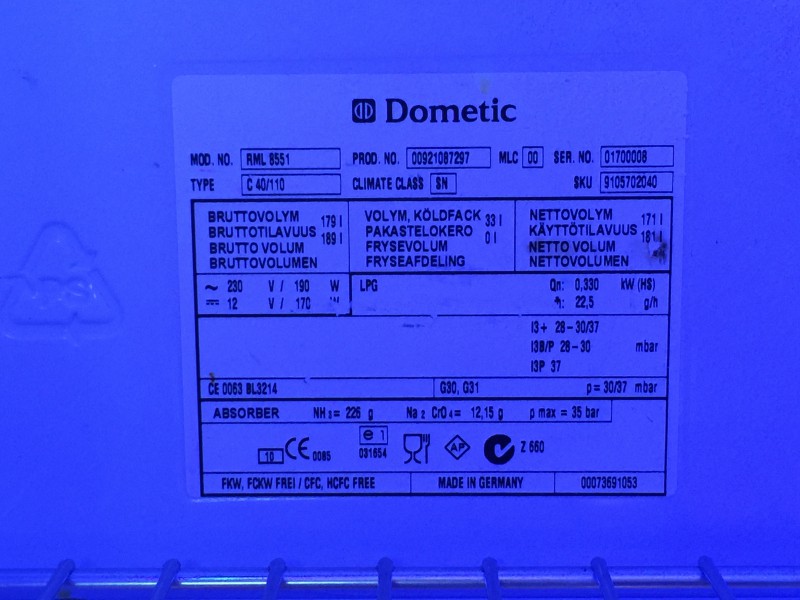 Dometic
MOD. NO. RML 8551 PROD. NO. 00921087297 MLC 00 SER. NO. 01700008
TYPE C 40/110 CLIMATE CLASS SN SKU 9105702040
BRUTTOVOLYM 179 l
BRUTTOTILAVUUS 189 l
BRUTTO VOLUM
BRUTTOVOLUMEN
VOLYM, KÖLDFACK 33 l
PAKASTELOKERO 0 l
FRYSEVOLUM
FRYSEAFDELING
NETTOVOLYM 171 l
KÄYTTÖTILAVUUS 181 l
NETTO VOLUM
NETTOVOLUMEN
~ 230 V / 190 W
12 V / 170 W
LPG Qn: 0,330 kW (HS)
22,5 g/h
I3+ 28-30/37
I3B/P 28-30 mbar
I3P 37
CE 0063 BL3214 G30, G31 p = 30/37 mbar
ABSORBER NH3 = 226 g Na2 CrO4 = 12,15 g p max = 35 bar
10 CE 0085 e1 031654 AP Z 660
FKW, FCKW FREI / CFC, HCFC FREE MADE IN GERMANY 00073691053